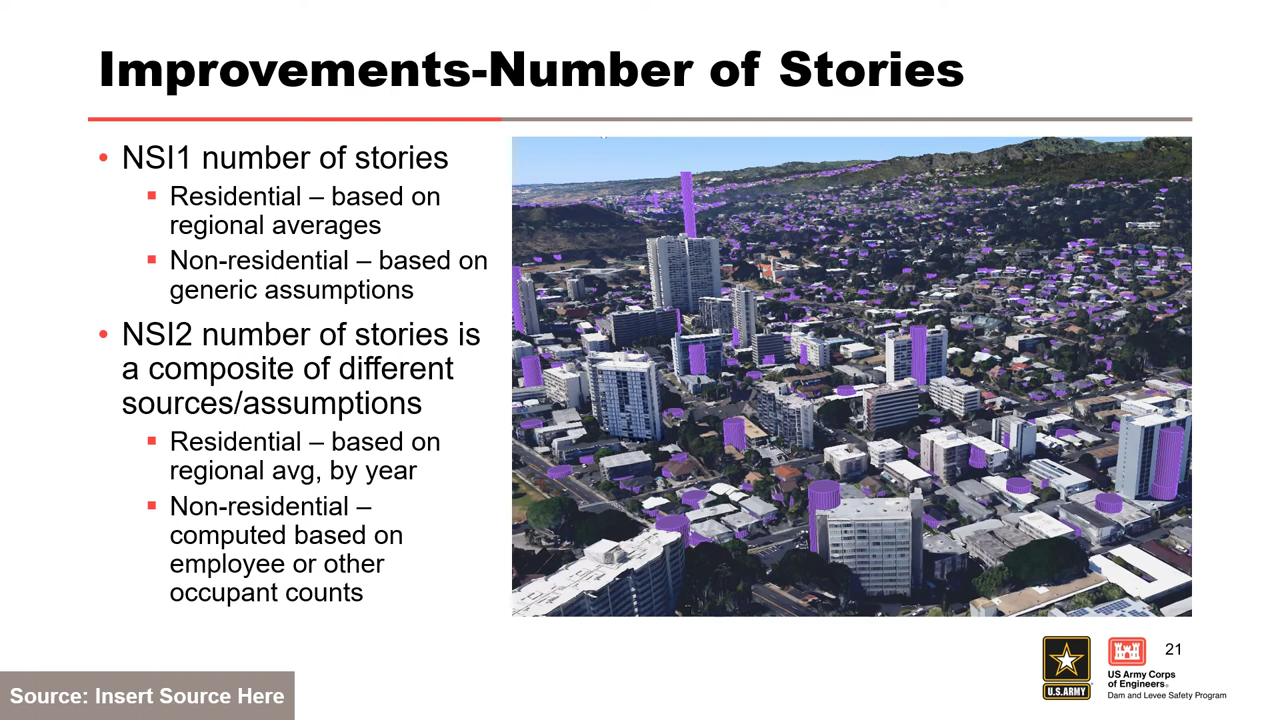 Improvements-Number of Stories
• NSI1 number of stories
▪ Residential – based on
regional averages
▪ Non-residential – based on
generic assumptions
• NSI2 number of stories is
a composite of different
sources/assumptions
▪ Residential – based on
regional avg, by year
▪ Non-residential –
computed based on
employee or other
occupant counts
21
U.S.ARMY
US Army Corps
of Engineers®
Dam and Levee Safety Program
Source: Insert Source Here